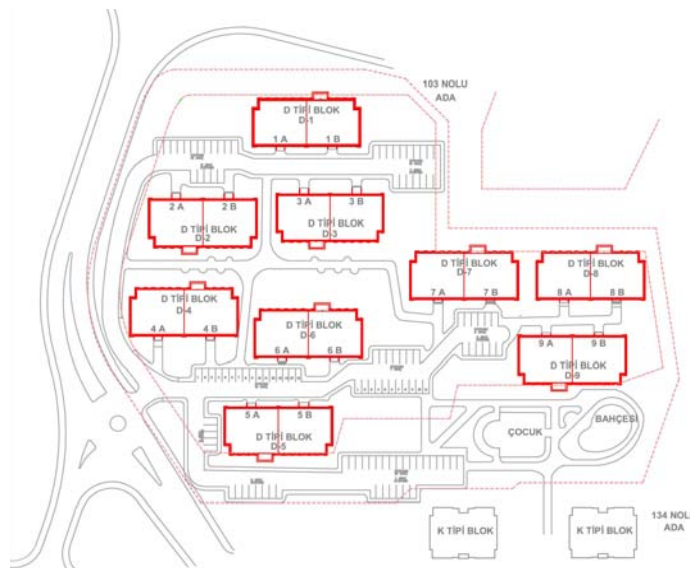 103 NOLU
ADA
D TİPİ BLOK
D-1
1 A 1 B
2 A 2 B
D TİPİ BLOK
D-2
3 A 3 B
D TİPİ BLOK
D-3
D TİPİ BLOK
D-7
7 A 7 B
D TİPİ BLOK
D-8
8 A 8 B
D TİPİ BLOK
D-4
4 A 4 B
D TİPİ BLOK
D-6
6 A 6 B
9 A 9 B
D TİPİ BLOK
D-9
5 A 5 B
D TİPİ BLOK
D-5
ÇOCUK
BAHÇESİ
K TİPİ BLOK
K TİPİ BLOK
134 NOLU
ADA